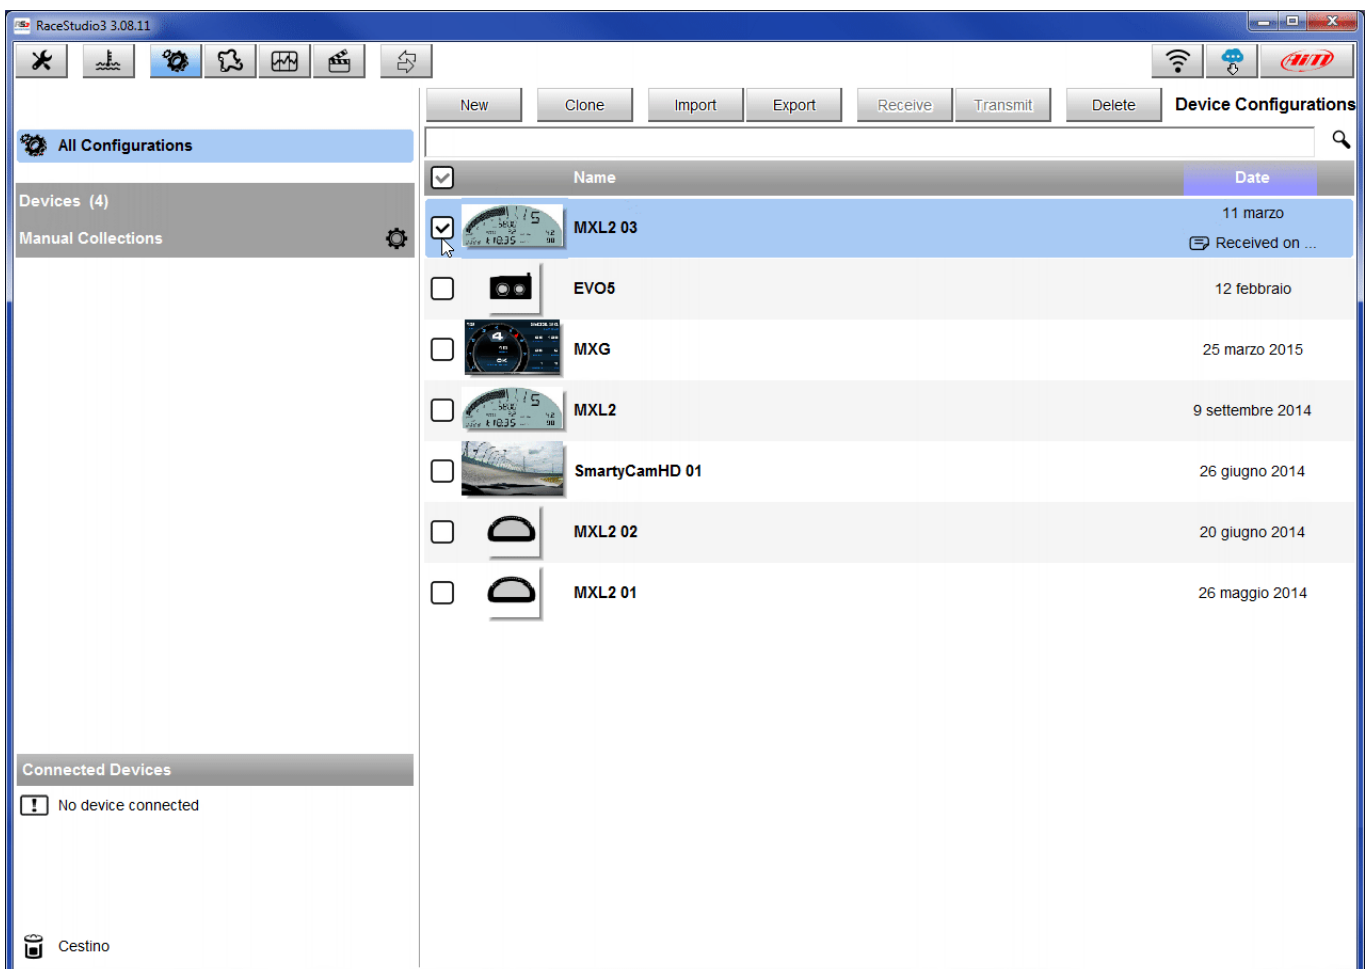 RaceStudio3 3.08.11
New Clone Import Export Receive Transmit Delete Device Configurations
All Configurations
Name Date
Devices (4)
Manual Collections
MXL2 03
11 marzo
Received on ...
EVO5
12 febbraio
MXG
25 marzo 2015
MXL2
9 settembre 2014
SmartyCamHD 01
26 giugno 2014
MXL2 02
20 giugno 2014
MXL2 01
26 maggio 2014
Connected Devices
No device connected
Cestino